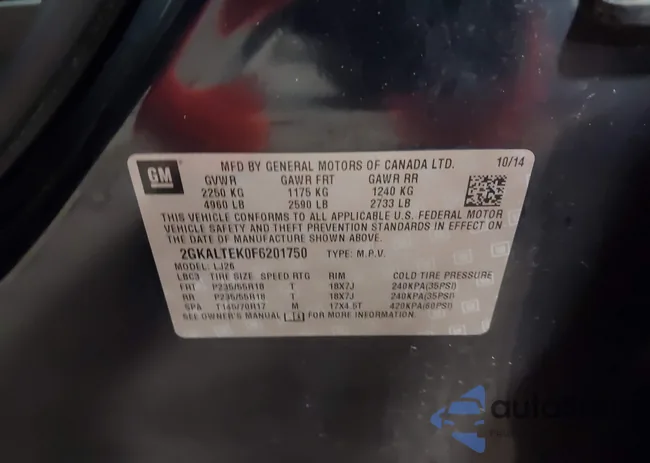 GM
MFD BY GENERAL MOTORS OF CANADA LTD. 10/14
GVWR GAWR FRT GAWR RR
2250 KG 1175 KG 1240 KG
4960 LB 2590 LB 2733 LB
THIS VEHICLE CONFORMS TO ALL APPLICABLE U.S. FEDERAL MOTOR
VEHICLE SAFETY AND THEFT PREVENTION STANDARDS IN EFFECT ON
THE DATE OF MANUFACTURE SHOWN ABOVE.
2GKALTEK0F6201750 TYPE: M.P.V.
MODEL: LJ26
LBC3 TIRE SIZE SPEED RTG RIM COLD TIRE PRESSURE
FRT P235/55R18 T 18X7J 240KPA(35PSI)
RR P235/55R18 T 18X7J 240KPA(35PSI)
SPA T140/70R17 M 17X4.5T 420KPA(60PSI)
SEE OWNER'S MANUAL FOR MORE INFORMATION.